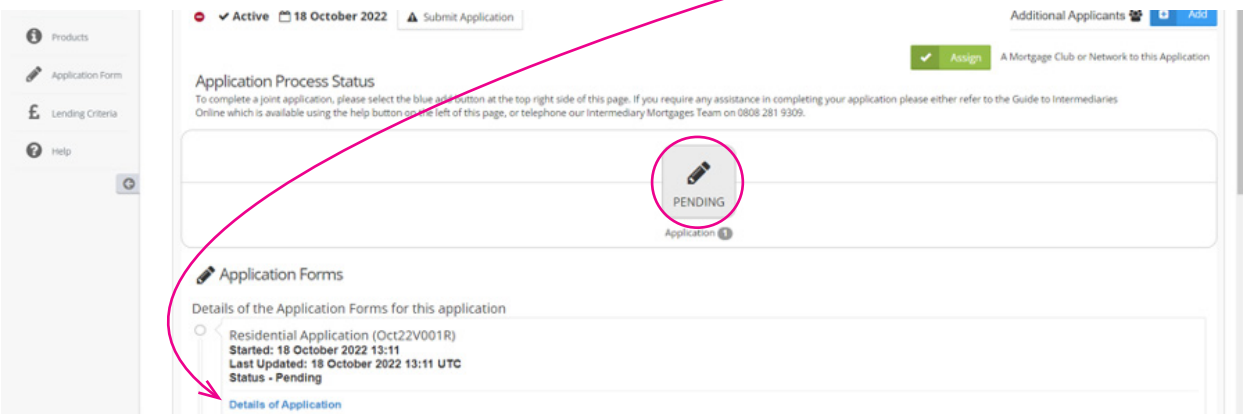 Products
Application Form
Lending Criteria
Help
Active 18 October 2022 Submit Application
Additional Applicants Add
Assign A Mortgage Club or Network to this Application
Application Process Status
To complete a joint application, please select the blue add button at the top right side of this page. If you require any assistance in completing your application please either refer to the Guide to Intermediaries
Online which is available using the help button on the left of this page, or telephone our Intermediary Mortgages Team on 0808 281 9309.
PENDING
Application 1
Application Forms
Details of the Application Forms for this application
Residential Application (Oct22V001R)
Started: 18 October 2022 13:11
Last Updated: 18 October 2022 13:11 UTC
Status - Pending
Details of Application